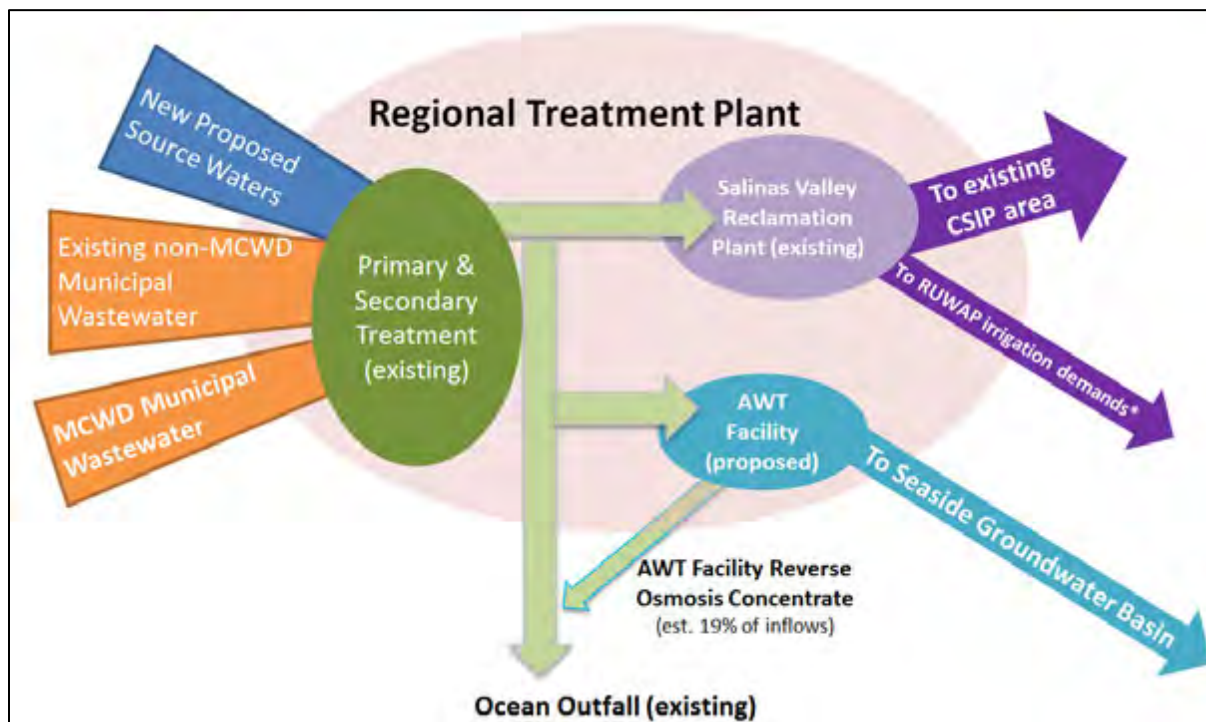 Regional Treatment Plant
New Proposed
Source Waters
Existing non-MCWD
Municipal
Wastewater
MCWD Municipal
Wastewater
Primary &
Secondary
Treatment
(existing)
Salinas Valley
Reclamation
Plant (existing)
To existing
CSIP area
To RUWAP irrigation demands*
AWT
Facility
(proposed)
To Seaside Groundwater Basin
AWT Facility Reverse
Osmosis Concentrate
(est. 19% of inflows)
Ocean Outfall (existing)